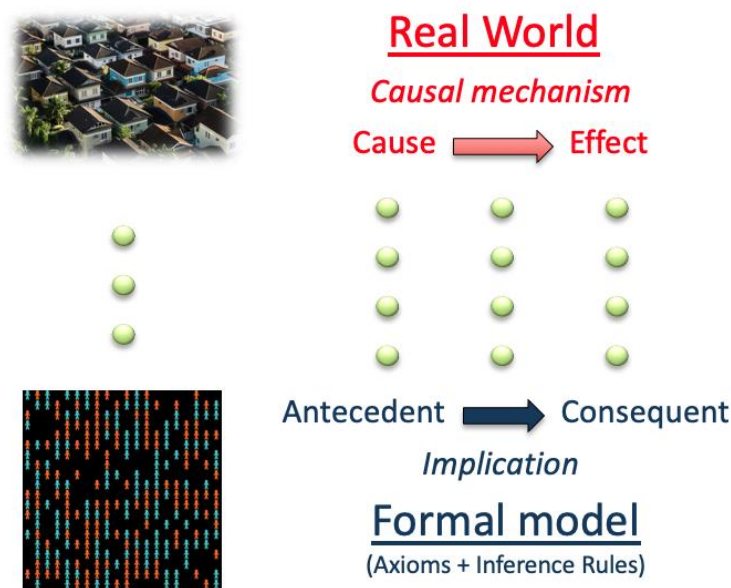 Real World
Causal mechanism
Cause Effect
Antecedent Consequent
Implication
Formal model
(Axioms + Inference Rules)